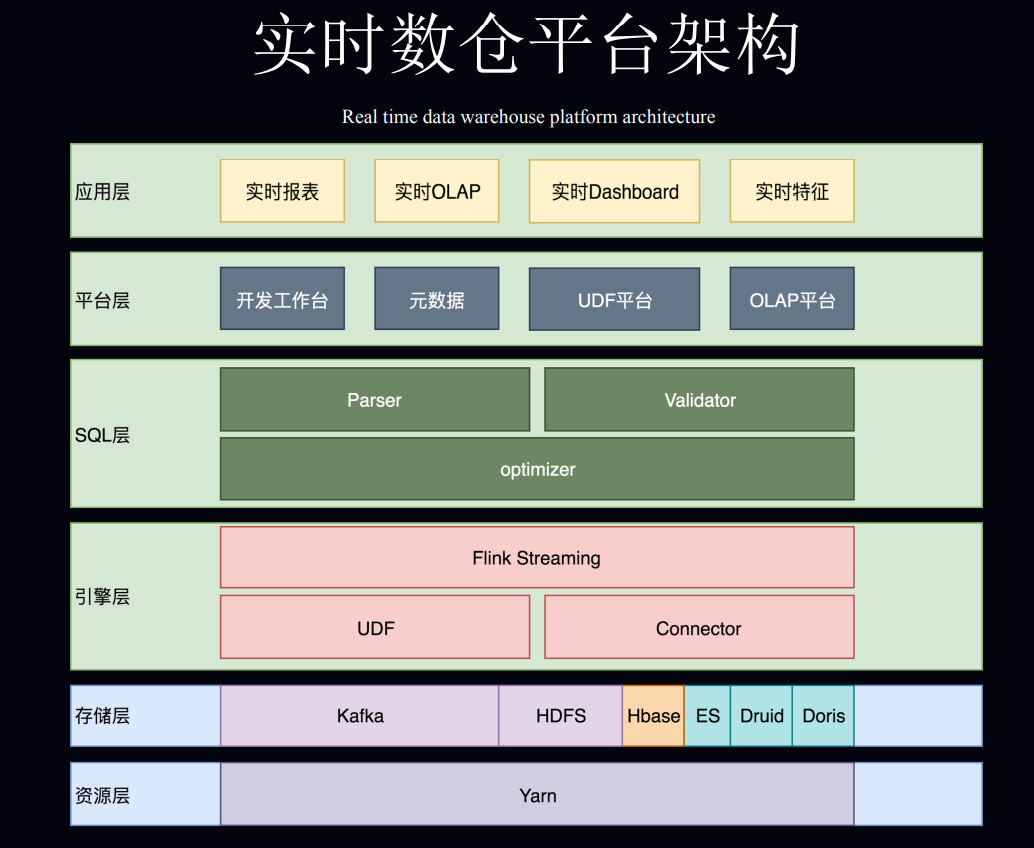 实时数仓平台架构
Real time data warehouse platform architecture
应用层
实时报表
实时OLAP
实时Dashboard
实时特征
平台层
开发工作台
元数据
UDF平台
OLAP平台
SQL层
Parser
Validator
optimizer
引擎层
Flink Streaming
UDF
Connector
存储层
Kafka
HDFS
Hbase
ES
Druid
Doris
资源层
Yarn